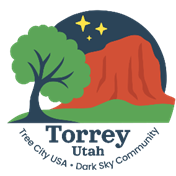 Torrey
Utah
Tree City USA • Dark Sky Community